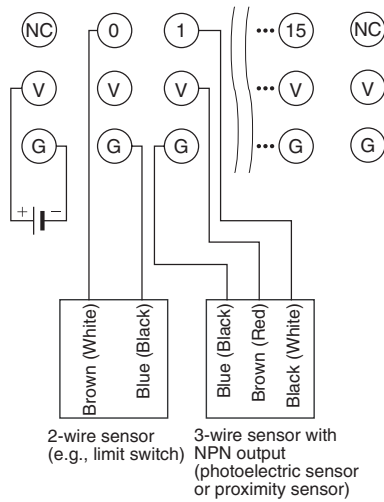 NC 0 1 ••• 15 NC
V V V ••• V V
G G G ••• G G
+ −
Brown (White)
Blue (Black)
Blue (Black)
Brown (Red)
Black (White)
2-wire sensor
(e.g., limit switch)
3-wire sensor with
NPN output
(photoelectric sensor
or proximity sensor)